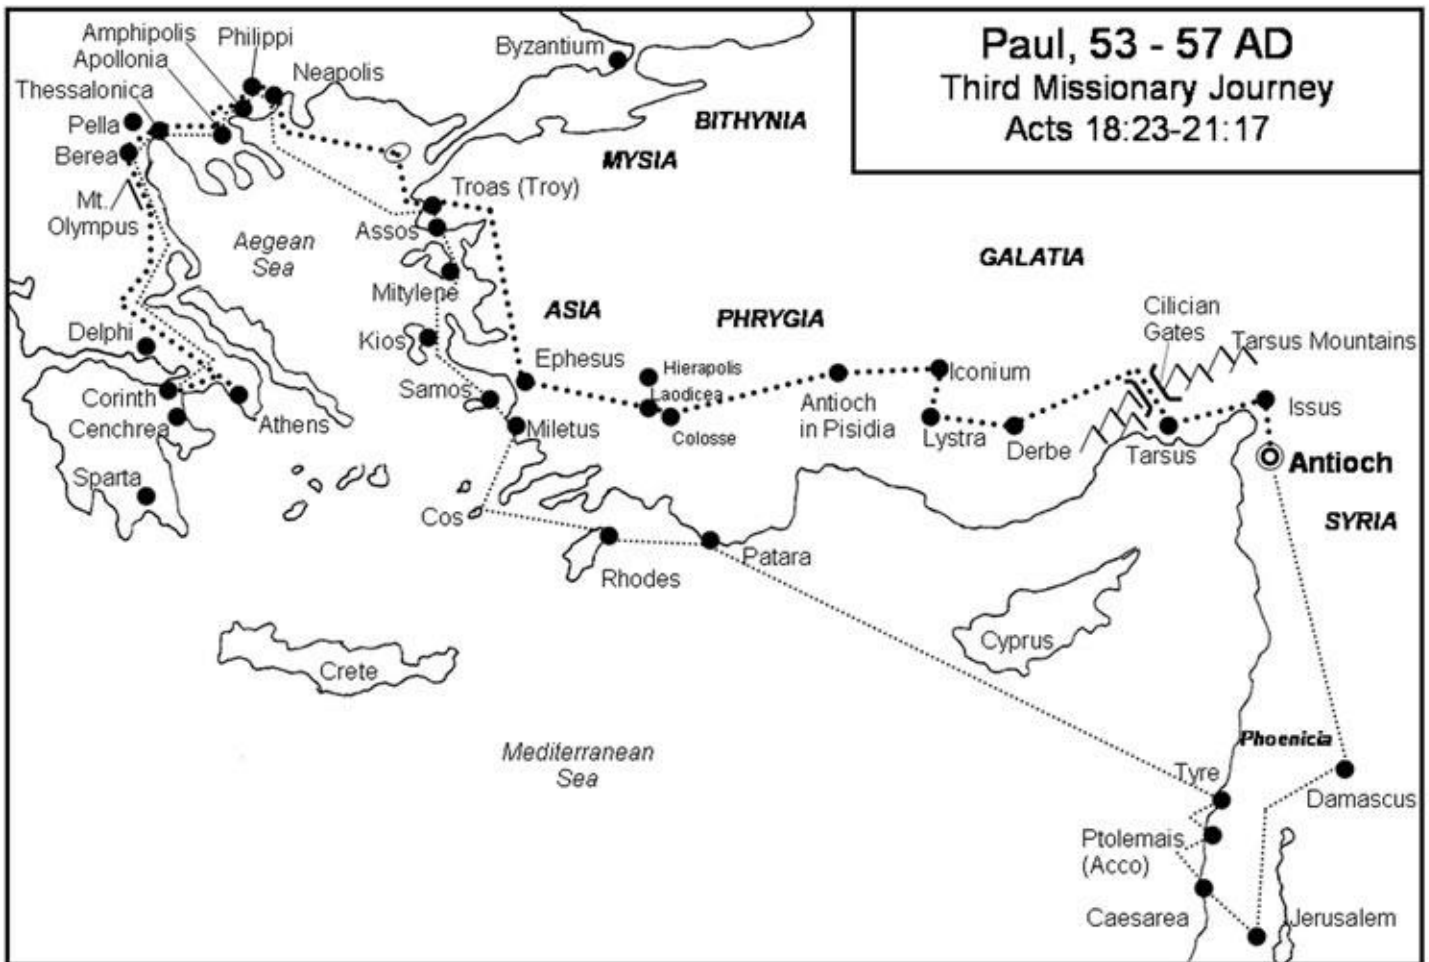 Paul, 53 - 57 AD
Third Missionary Journey
Acts 18:23-21:17
Amphipolis
Philippi
Apollonia
Neapolis
Thessalonica
Byzantium
Pella
Berea
BITHYNIA
MYSIA
Mt.
Olympus
Troas (Troy)
Assos
Aegean
Sea
GALATIA
Mitylene
ASIA
PHRYGIA
Cilician
Gates
Delphi
Kios
Tarsus Mountains
Ephesus
Hierapolis
Iconium
Laodicea
Samos
Corinth
Antioch
in Pisidia
Issus
Cenchrea
Athens
Miletus
Colosse
Lystra
Derbe
Tarsus
Antioch
Sparta
Cos
SYRIA
Patara
Rhodes
Cyprus
Crete
Mediterranean
Sea
Phoenicia
Tyre
Damascus
Ptolemais
(Acco)
Caesarea
Jerusalem